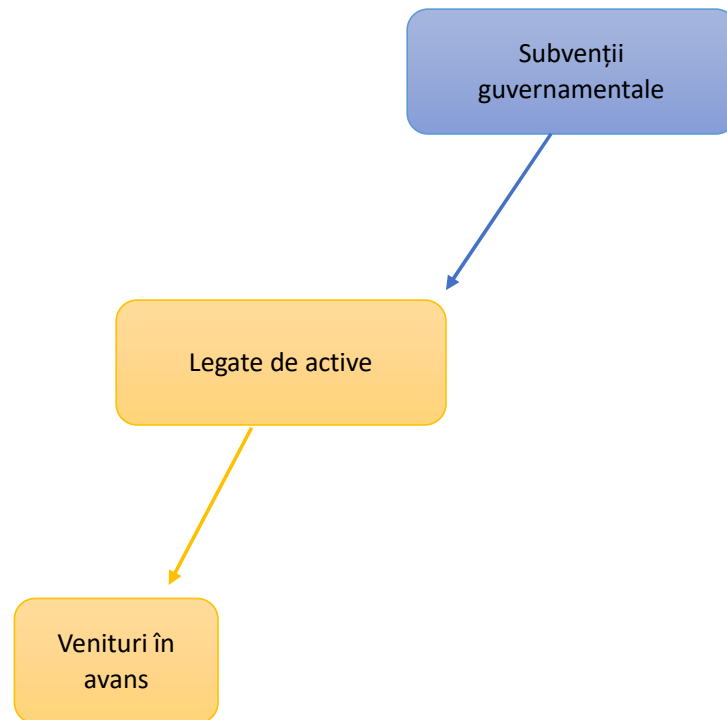 Subvenții
guvernamentale
Legate de active
Venituri în
avans